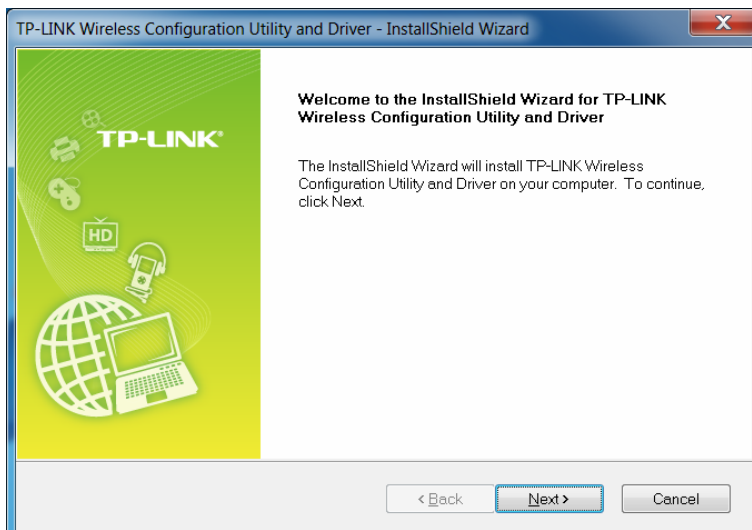 TP-LINK Wireless Configuration Utility and Driver - InstallShield Wizard
X
TP-LINK®
HD
Welcome to the InstallShield Wizard for TP-LINK
Wireless Configuration Utility and Driver
The InstallShield Wizard will install TP-LINK Wireless
Configuration Utility and Driver on your computer. To continue,
click Next.
< Back
Next >
Cancel